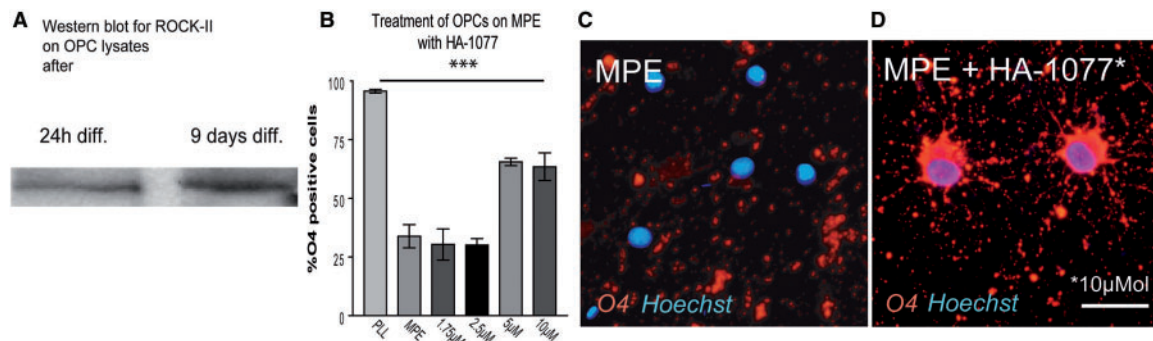 A
Western blot for ROCK-II
on OPC lysates
after
24h diff. 9 days diff.
B
Treatment of OPCs on MPE
with HA-1077
***
%O4 positive cells
100
75
50
25
0
PLL MPE 1.75µM 2.5µM 5µM 10µM
C
MPE
O4 Hoechst
D
MPE + HA-1077*
*10µMol
O4 Hoechst